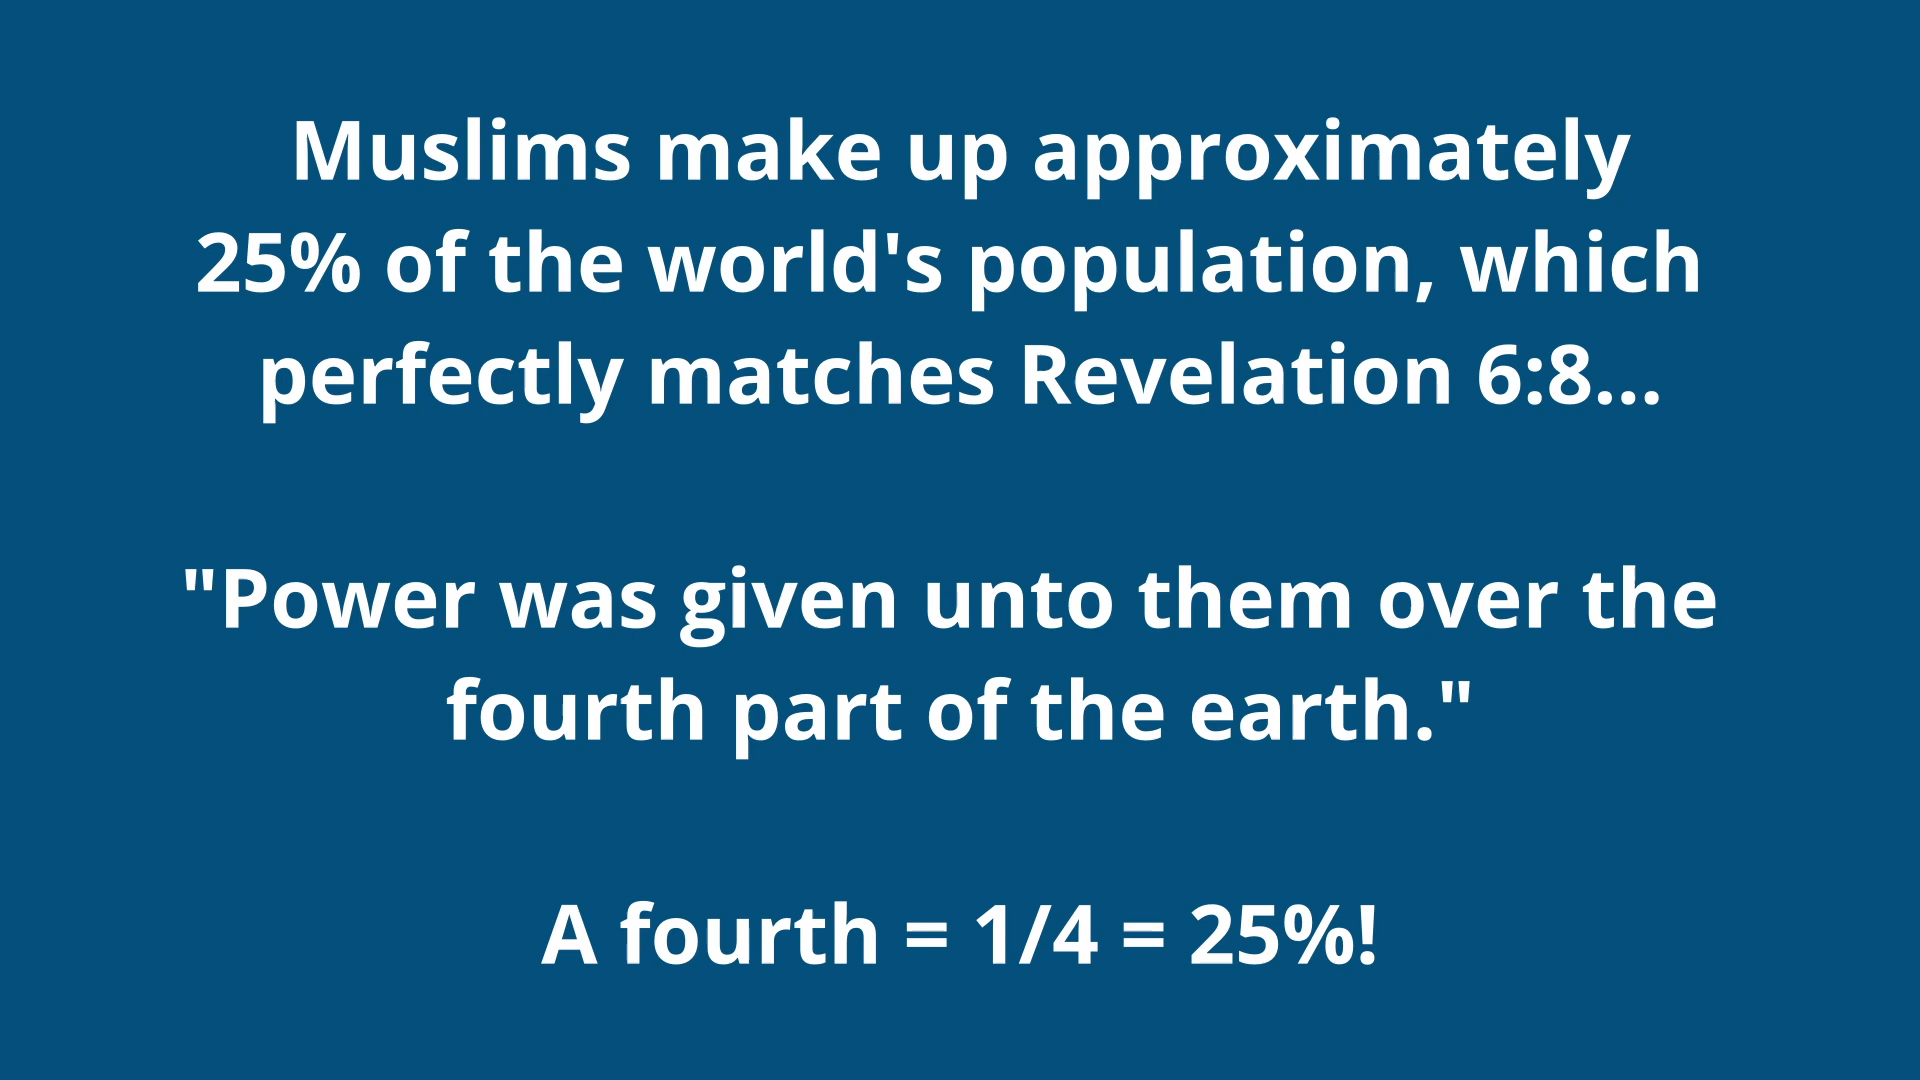 Muslims make up approximately
25% of the world's population, which
perfectly matches Revelation 6:8...
"Power was given unto them over the
fourth part of the earth."
A fourth = 1/4 = 25%!